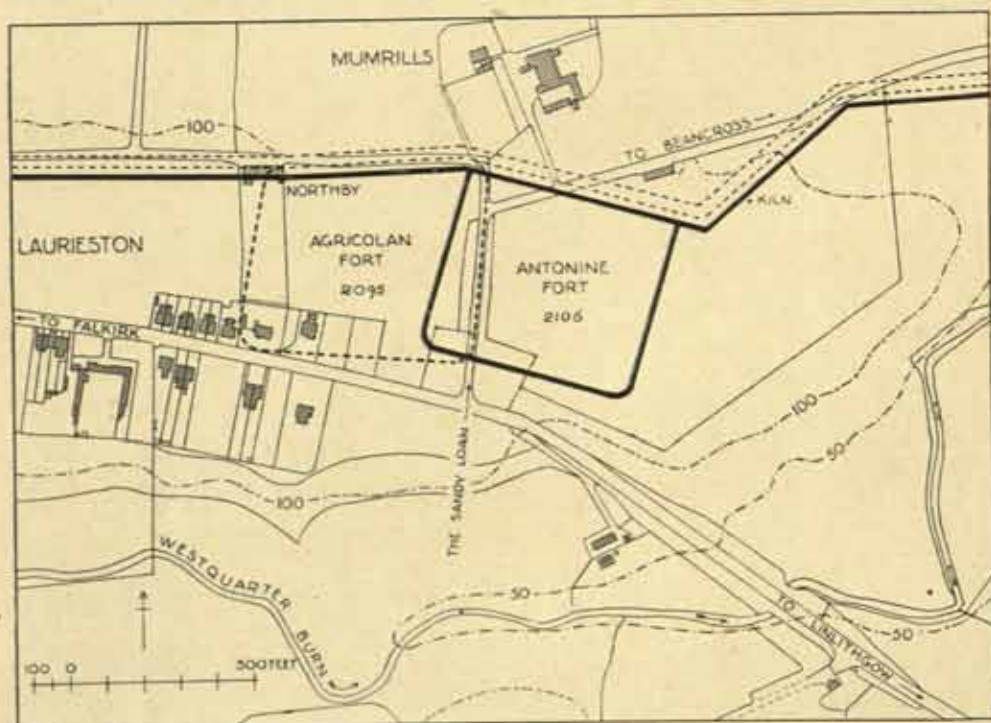 MUMRILLS
100
TO BEANCROSS
NORTHBY
KILN
LAURIESTON
AGRICOLAN
FORT
2095
ANTONINE
FORT
2106
TO FALKIRK
100
50
100
THE SANDY LOAN
WESTQUARTER BURN
50
TO LINLITHGOW
50
100 0 500 FEET